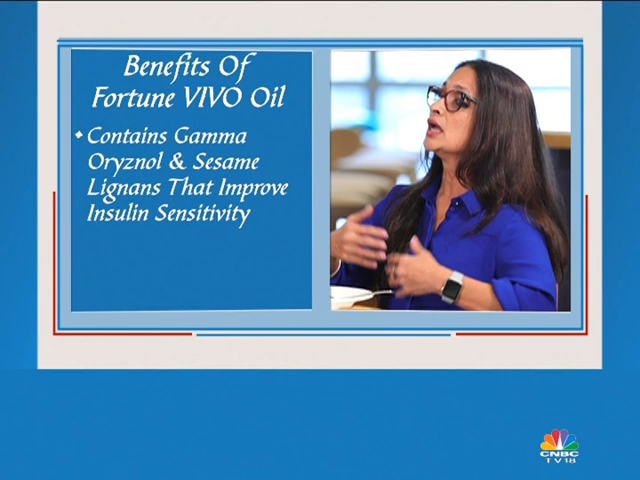 Benefits Of
Fortune VIVO Oil
• Contains Gamma
Oryznol & Sesame
Lignans That Improve
Insulin Sensitivity
CNBC
TV18